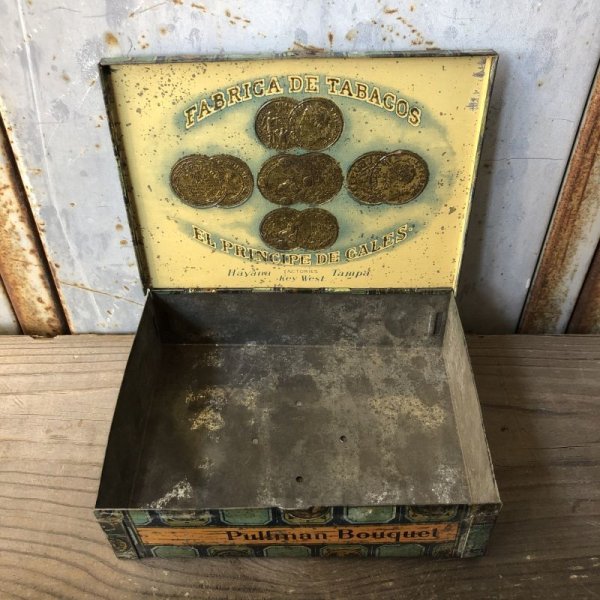 FABRICA DE TABACOS
EL PRINCIPE DE GALES.
FACTORIES
Havana Key West Tampa
Pullman Bouquet